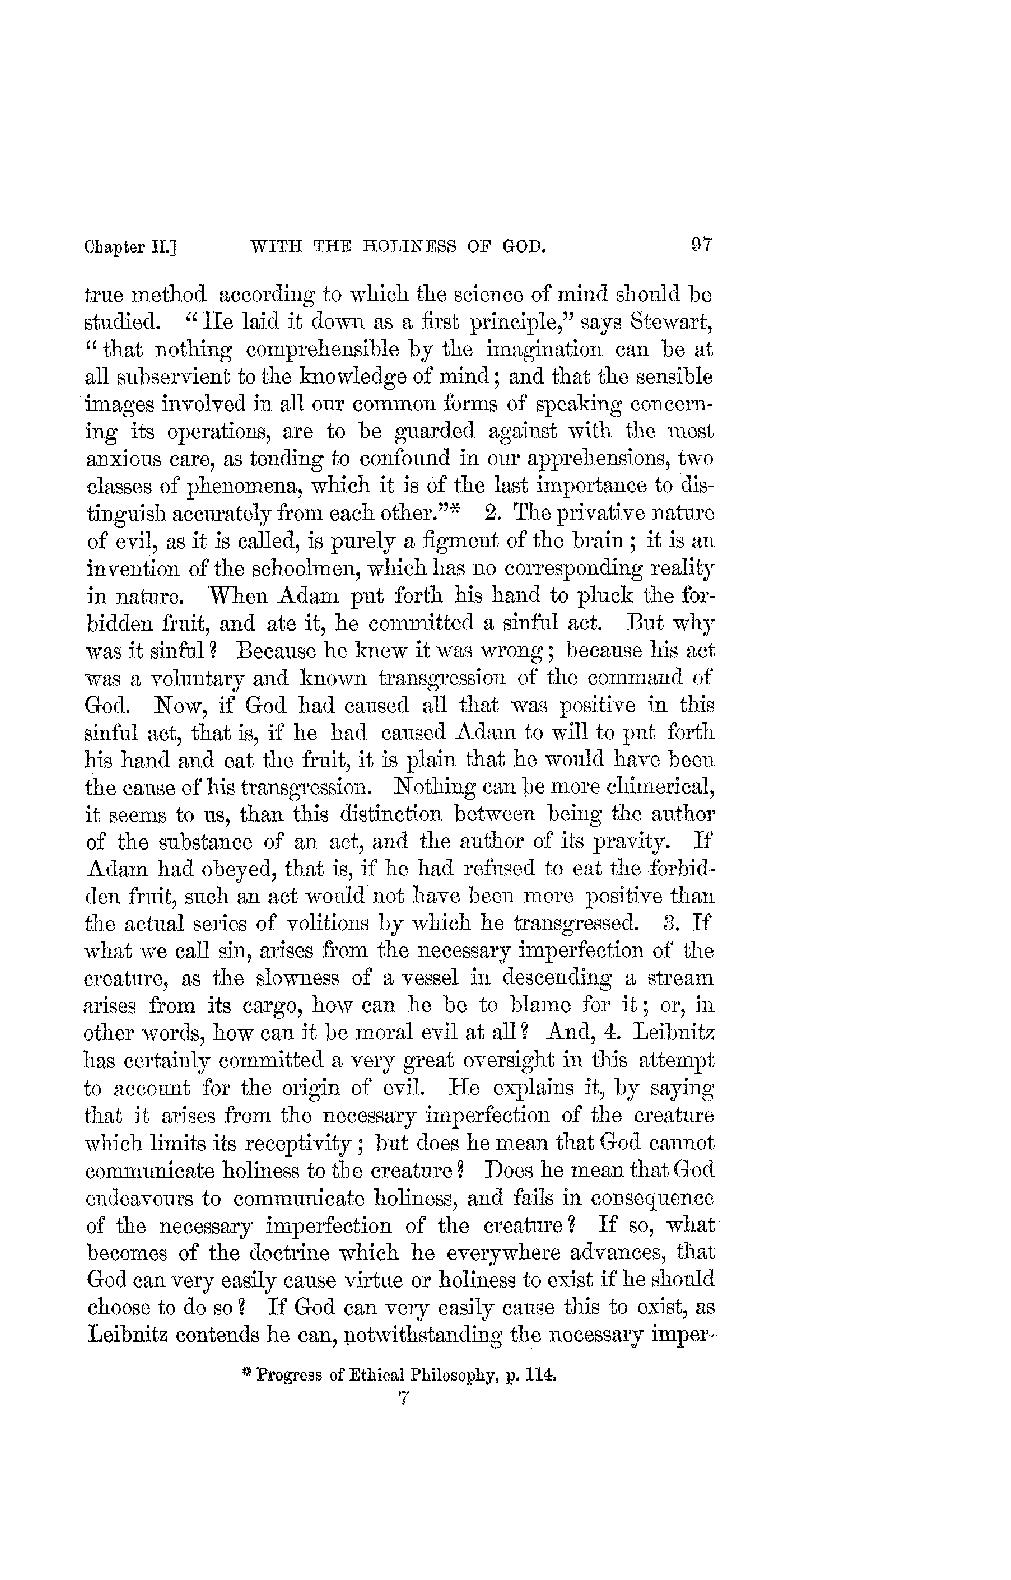 Chapter II.] WITH THE HOLINESS OF GOD. 97
true method according to which the science of mind should be
studied. “He laid it down as a first principle,” says Stewart,
“that nothing comprehensible by the imagination can be at
all subservient to the knowledge of mind; and that the sensible
images involved in all our common forms of speaking concern-
ing its operations, are to be guarded against with the most
anxious care, as tending to confound in our apprehensions, two
classes of phenomena, which it is of the last importance to dis-
tinguish accurately from each other.”* 2. The privative nature
of evil, as it is called, is purely a figment of the brain; it is an
invention of the schoolmen, which has no corresponding reality
in nature. When Adam put forth his hand to pluck the for-
bidden fruit, and ate it, he committed a sinful act. But why
was it sinful? Because he knew it was wrong; because his act
was a voluntary and known transgression of the command of
God. Now, if God had caused all that was positive in this
sinful act, that is, if he had caused Adam to will to put forth
his hand and eat the fruit, it is plain that he would have been
the cause of his transgression. Nothing can be more chimerical,
it seems to us, than this distinction between being the author
of the substance of an act, and the author of its pravity. If
Adam had obeyed, that is, if he had refused to eat the forbid-
den fruit, such an act would not have been more positive than
the actual series of volitions by which he transgressed. 3. If
what we call sin, arises from the necessary imperfection of the
creature, as the slowness of a vessel in descending a stream
arises from its cargo, how can he be to blame for it; or, in
other words, how can it be moral evil at all? And, 4. Leibnitz
has certainly committed a very great oversight in this attempt
to account for the origin of evil. He explains it, by saying
that it arises from the necessary imperfection of the creature
which limits its receptivity; but does he mean that God cannot
communicate holiness to the creature? Does he mean that God
endeavours to communicate holiness, and fails in consequence
of the necessary imperfection of the creature? If so, what
becomes of the doctrine which he everywhere advances, that
God can very easily cause virtue or holiness to exist if he should
choose to do so? If God can very easily cause this to exist, as
Leibnitz contends he can, notwithstanding the necessary imper-
* Progress of Ethical Philosophy, p. 114.
7